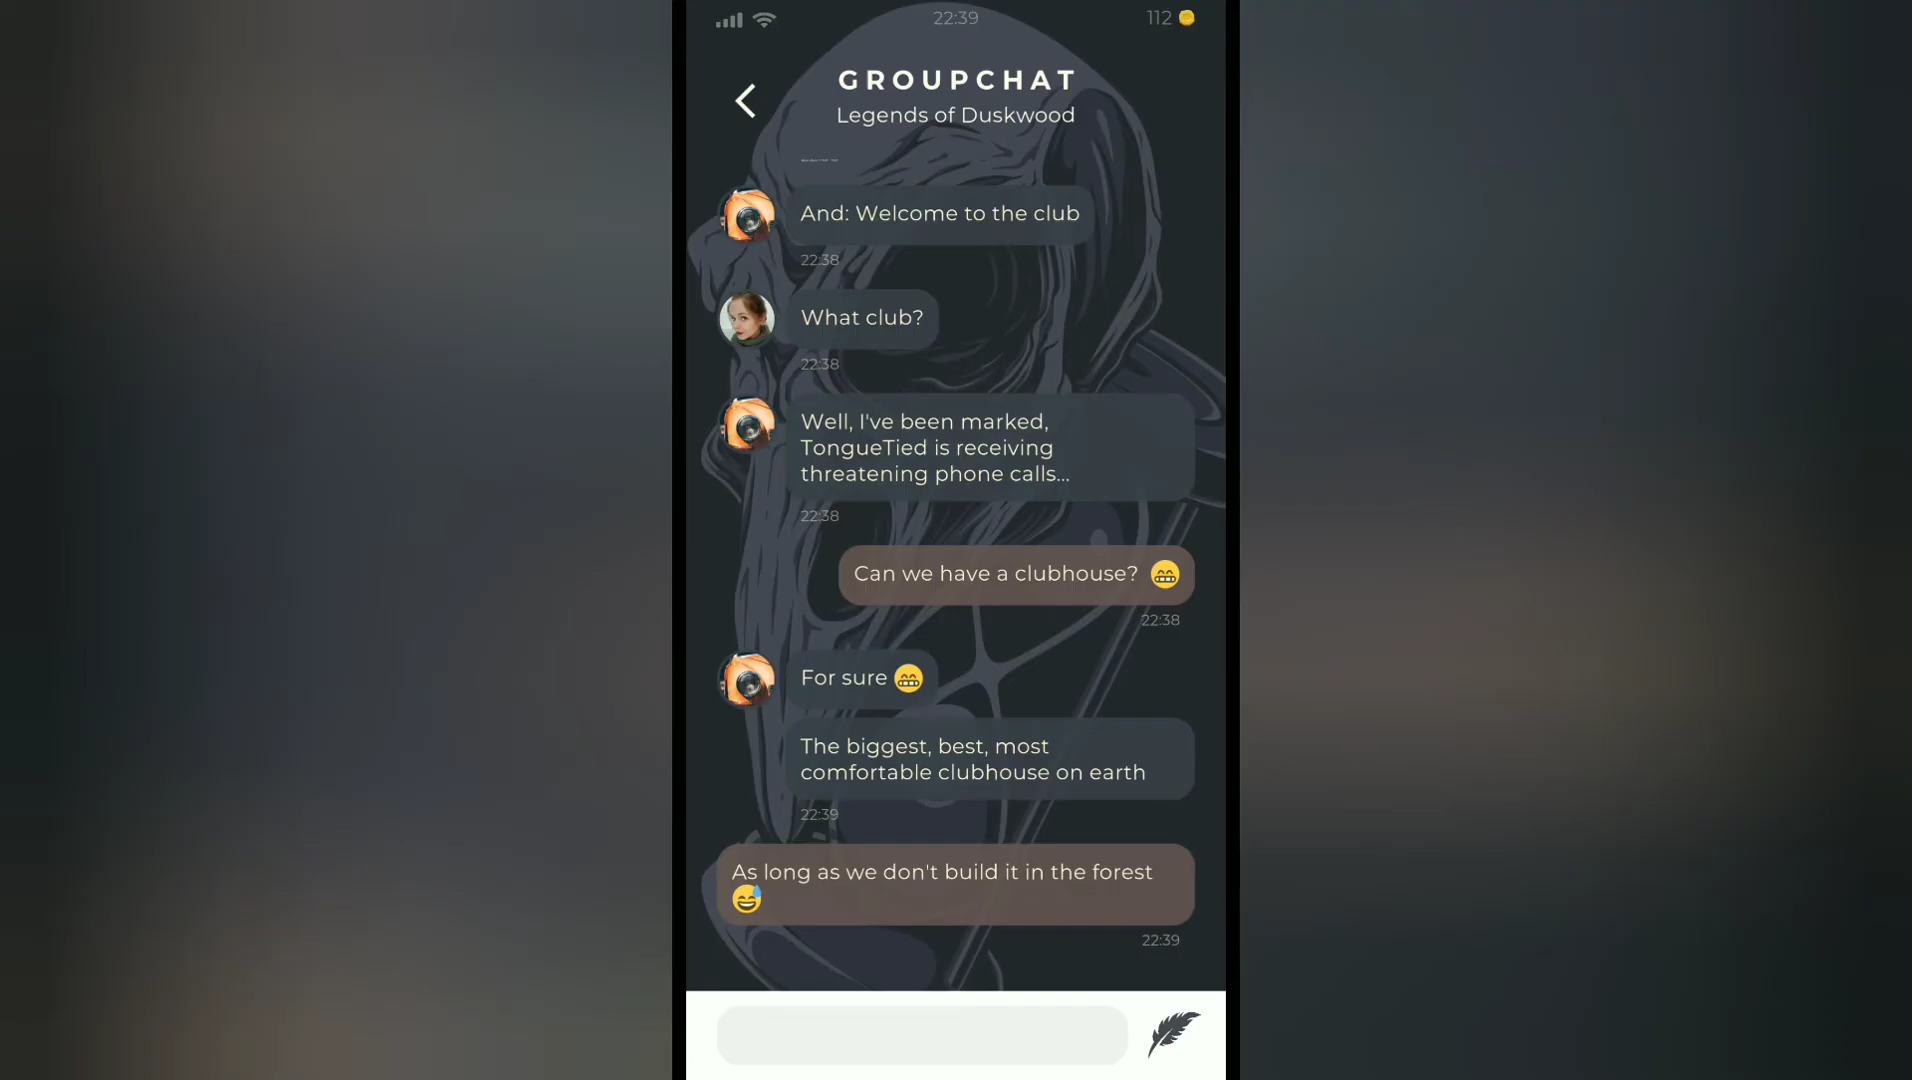 22:39
112
GROUPCHAT
Legends of Duskwood
And: Welcome to the club
22:38
What club?
22:38
Well, I've been marked,
TongueTied is receiving
threatening phone calls...
22:38
Can we have a clubhouse? 😁
22:38
For sure 😁
The biggest, best, most
comfortable clubhouse on earth
22:39
As long as we don't build it in the forest
😅
22:39